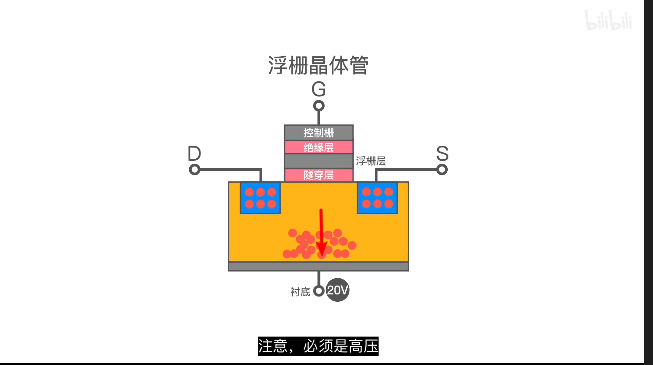 bilibili
浮栅晶体管
G
控制栅
绝缘层
浮栅层
隧穿层
D
S
衬底
20V
注意，必须是高压